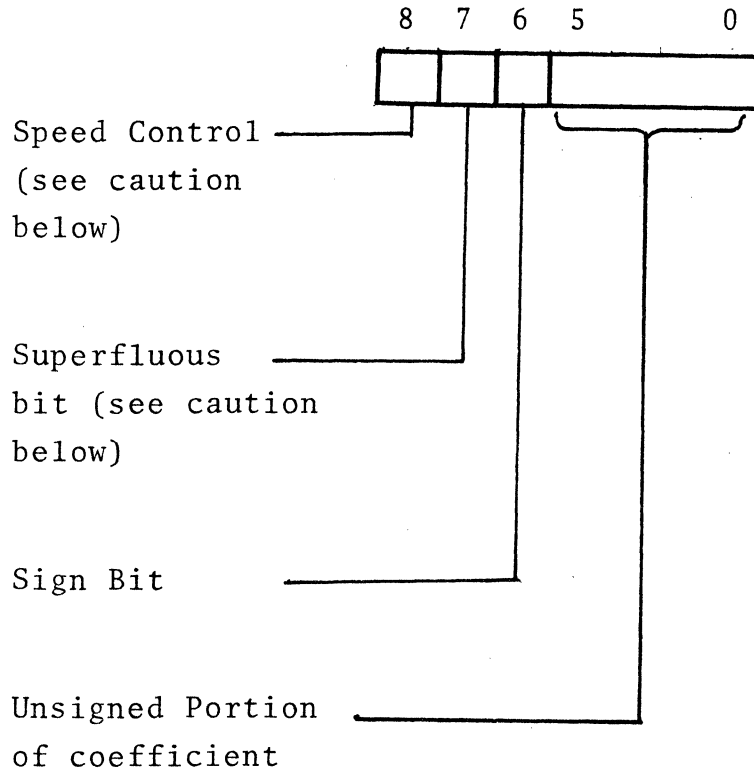 8 7 6 5 0
Speed Control
(see caution
below)
Superfluous
bit (see caution
below)
Sign Bit
Unsigned Portion
of coefficient